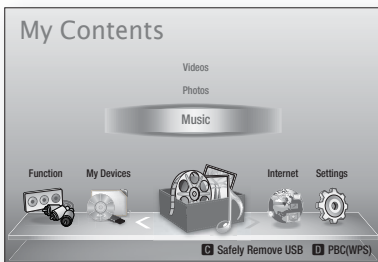 My Contents
Videos
Photos
Music
Function My Devices Internet Settings
C Safely Remove USB D PBC(WPS)